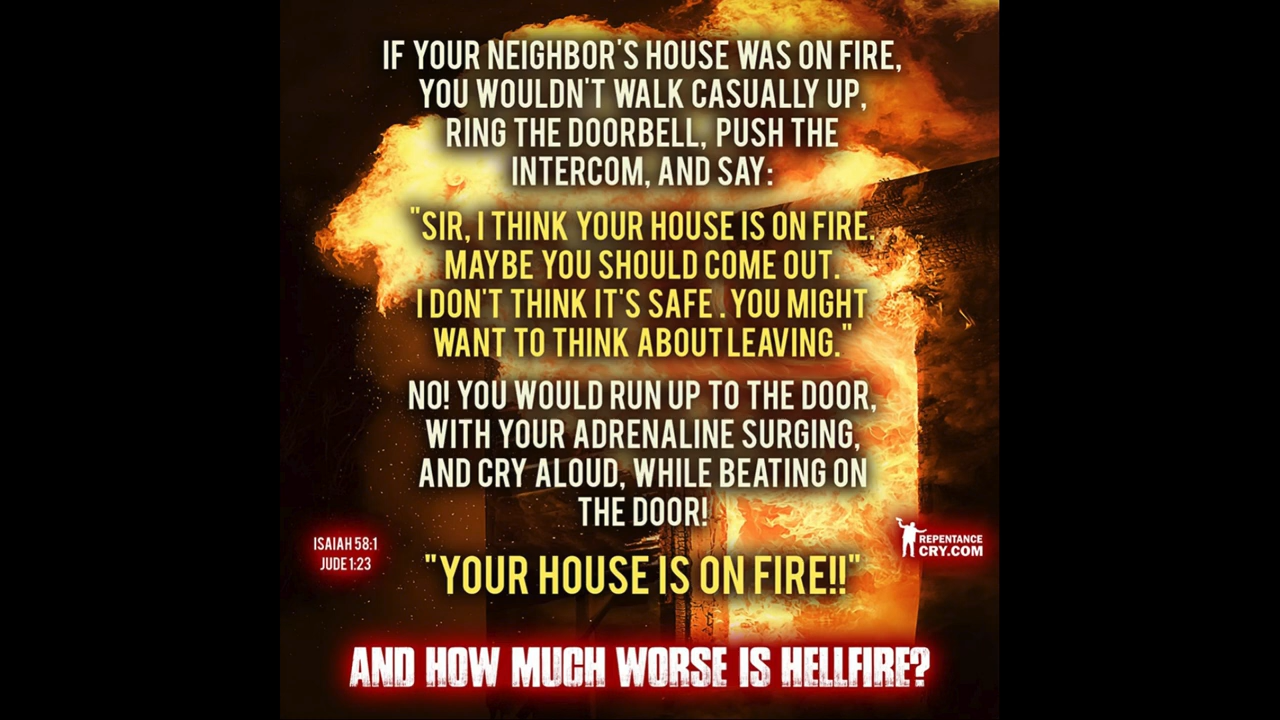 IF YOUR NEIGHBOR'S HOUSE WAS ON FIRE,
YOU WOULDN'T WALK CASUALLY UP,
RING THE DOORBELL, PUSH THE
INTERCOM, AND SAY:
"SIR, I THINK YOUR HOUSE IS ON FIRE.
MAYBE YOU SHOULD COME OUT.
I DON'T THINK IT'S SAFE . YOU MIGHT
WANT TO THINK ABOUT LEAVING."
NO! YOU WOULD RUN UP TO THE DOOR,
WITH YOUR ADRENALINE SURGING,
AND CRY ALOUD, WHILE BEATING ON
THE DOOR!
ISAIAH 58:1
JUDE 1:23
REPENTANCE
CRY.COM
"YOUR HOUSE IS ON FIRE!!"
AND HOW MUCH WORSE IS HELLFIRE?